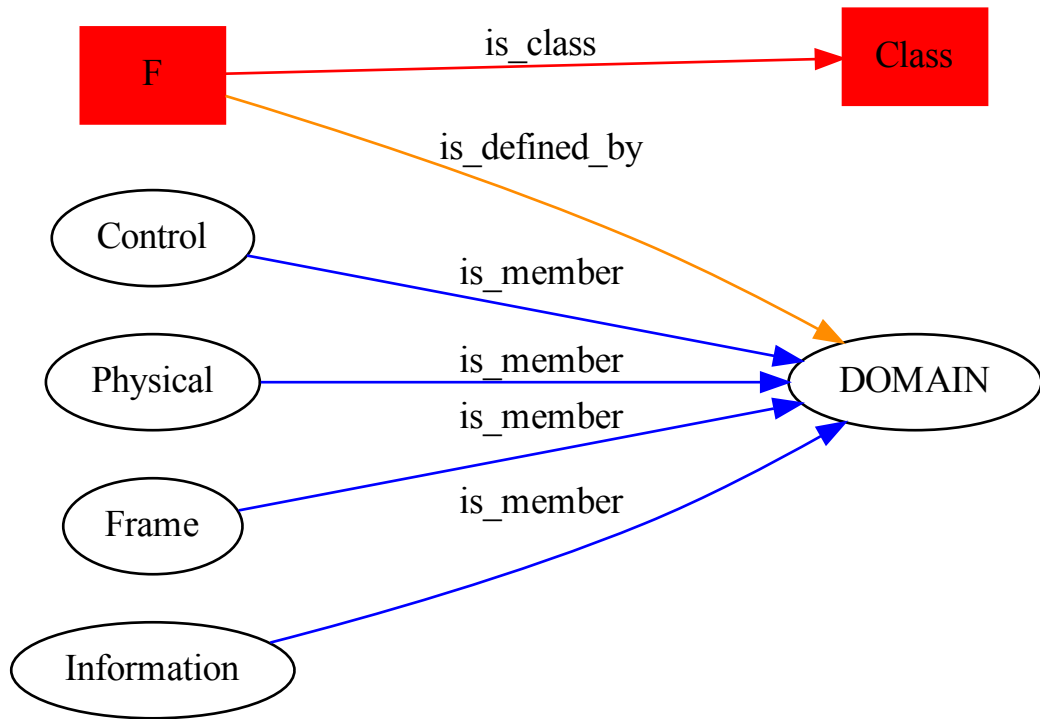 F
is_class
Class
is_defined_by
Control
is_member
Physical
is_member
DOMAIN
is_member
Frame
is_member
Information